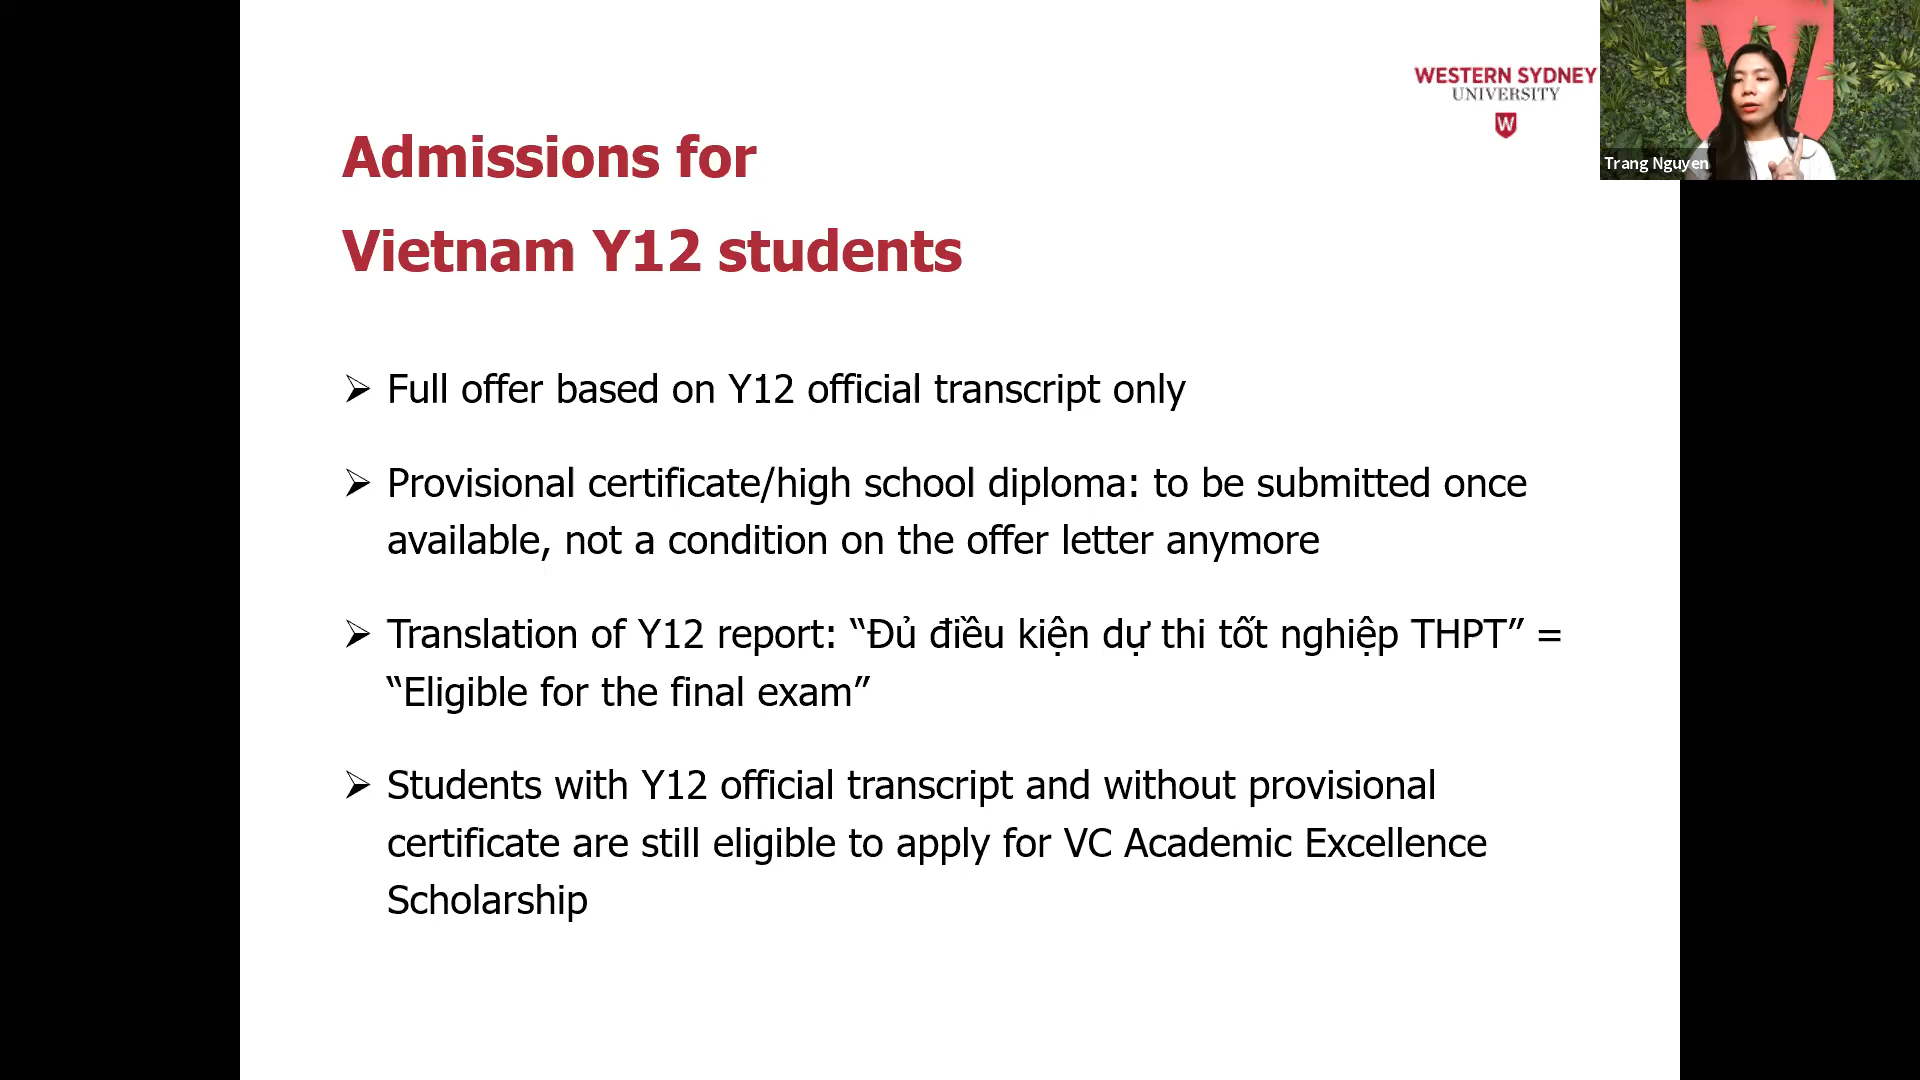 WESTERN SYDNEY
UNIVERSITY
W
Trang Nguyen
Admissions for
Vietnam Y12 students
➢ Full offer based on Y12 official transcript only
➢ Provisional certificate/high school diploma: to be submitted once
available, not a condition on the offer letter anymore
➢ Translation of Y12 report: “Đủ điều kiện dự thi tốt nghiệp THPT” =
“Eligible for the final exam”
➢ Students with Y12 official transcript and without provisional
certificate are still eligible to apply for VC Academic Excellence
Scholarship